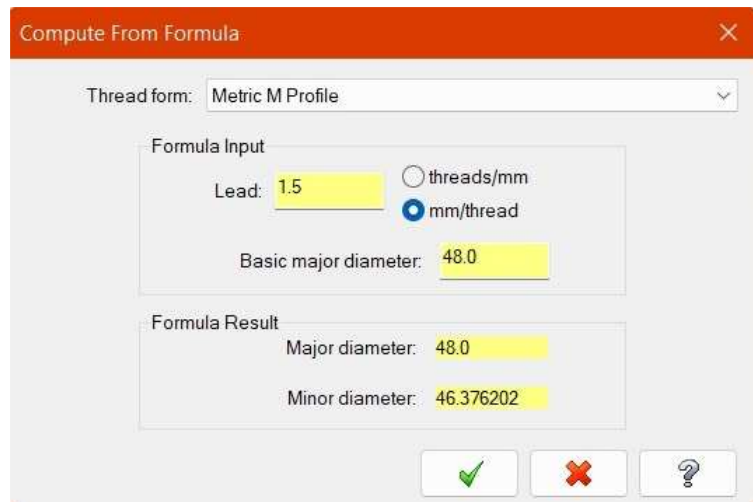 Compute From Formula
Thread form: Metric M Profile
Formula Input
Lead: 1.5
threads/mm
mm/thread
Basic major diameter: 48.0
Formula Result
Major diameter: 48.0
Minor diameter: 46.376202